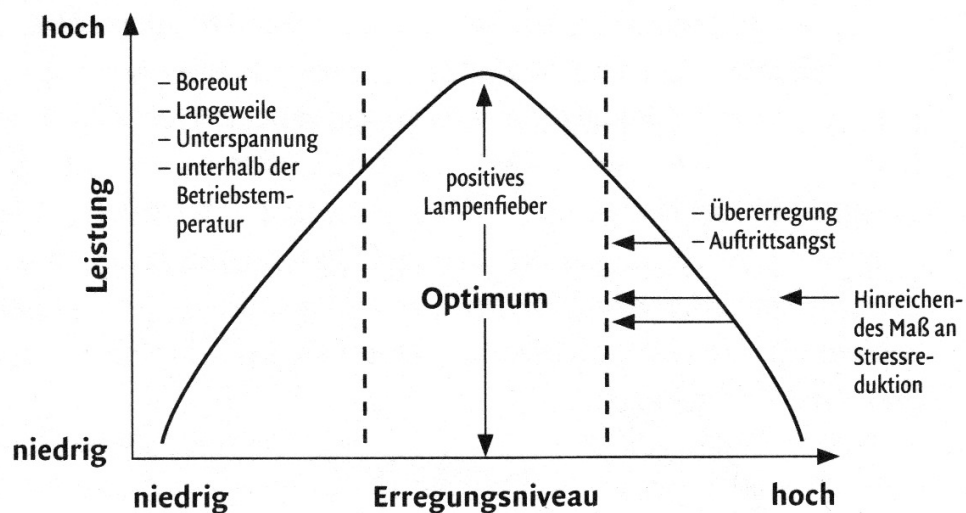 hoch
– Boreout
– Langeweile
– Unterspannung
– unterhalb der
Betriebstem-
peratur
positives
Lampenfieber
– Übererregung
– Auftrittsangst
Leistung
Optimum
Hinreichen-
des Maß an
Stressre-
duktion
niedrig
niedrig
Erregungsniveau
hoch